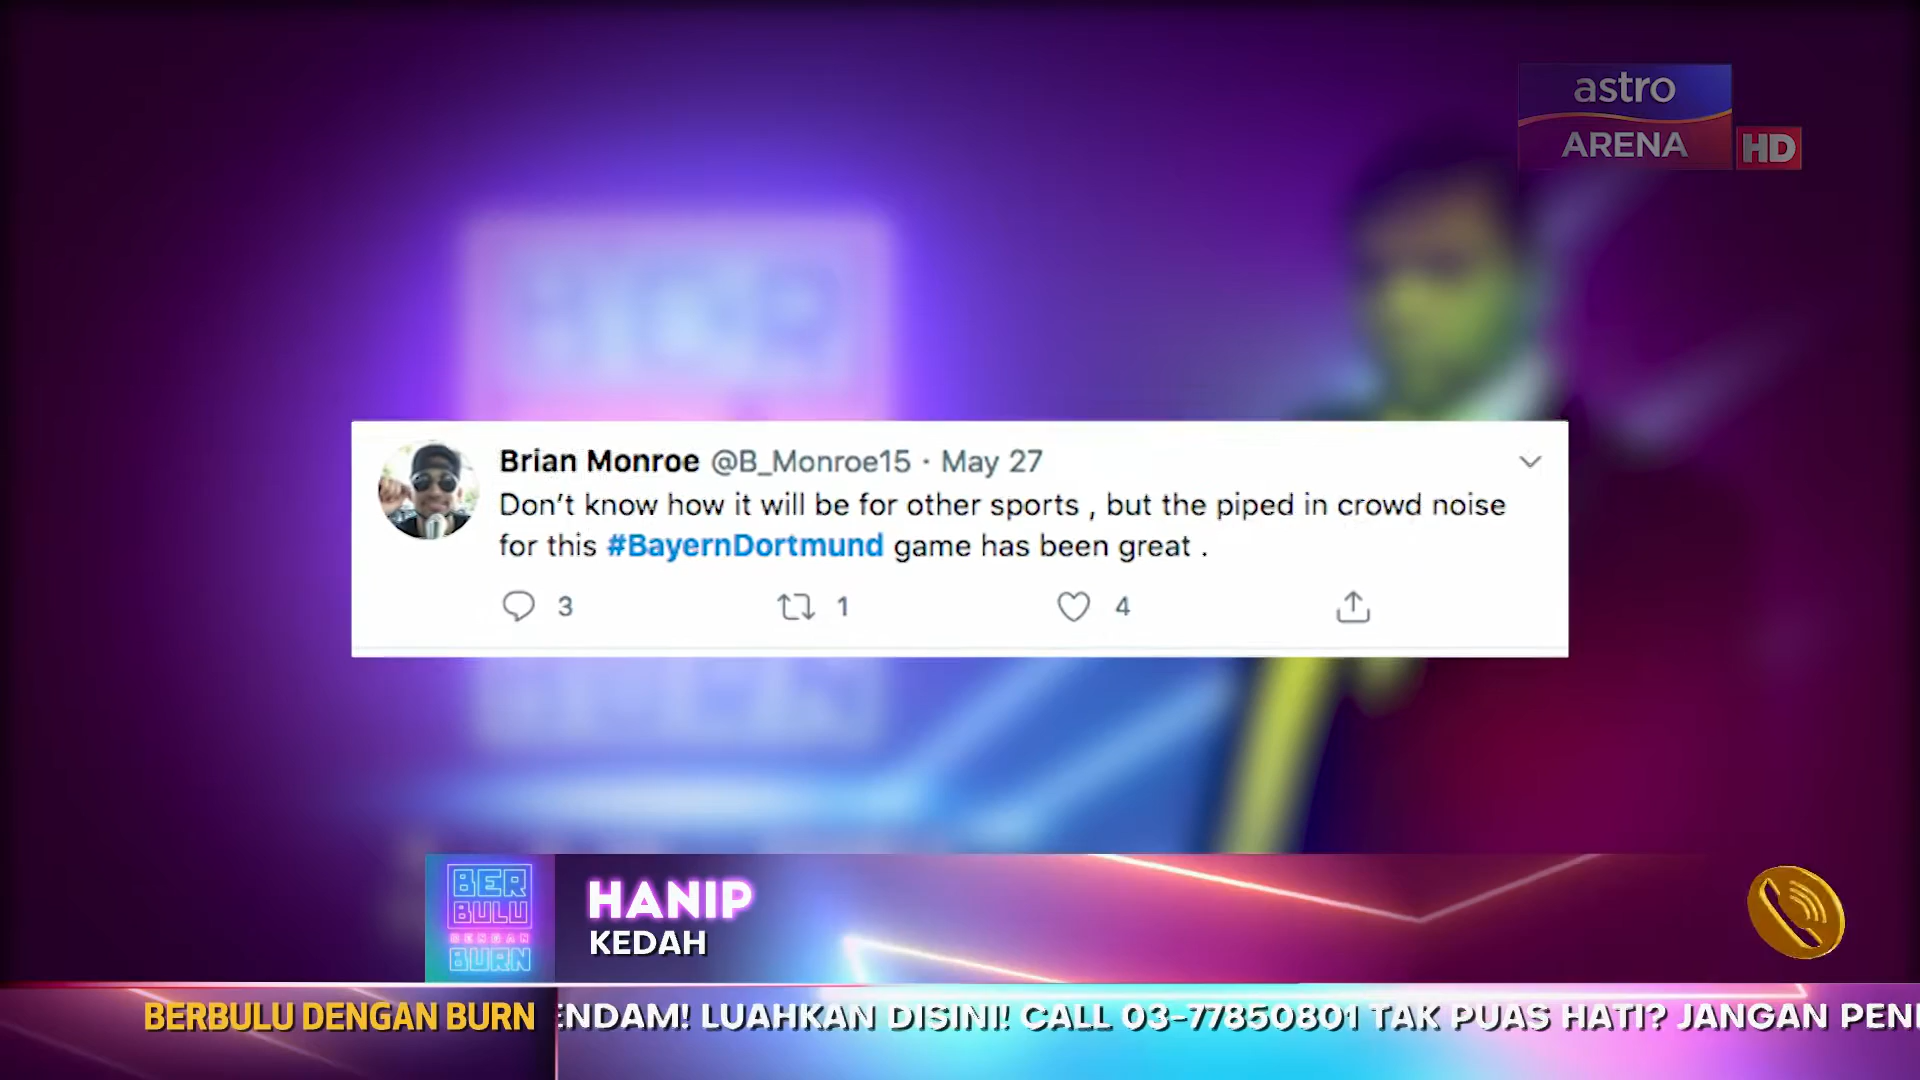 astro
ARENA
HD
Brian Monroe @B_Monroe15 · May 27
Don't know how it will be for other sports , but the piped in crowd noise
for this #BayernDortmund game has been great .
3 1 4
BER
BULU
DENGAN
BURN
HANIP
KEDAH
BERBULU DENGAN BURN
ENDAM! LUAHKAN DISINI! CALL 03-77850801 TAK PUAS HATI? JANGAN PEN